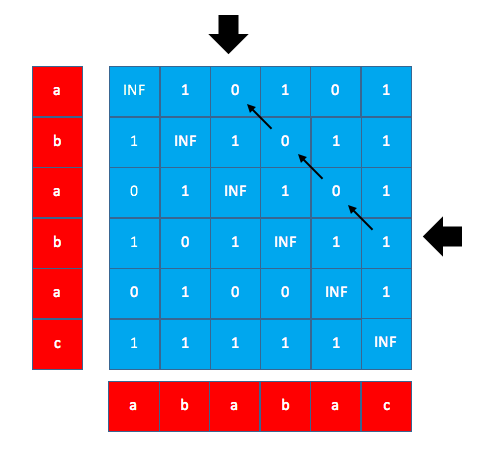 a INF 1 0 1 0 1
b 1 INF 1 0 1 1
a 0 1 INF 1 0 1
b 1 0 1 INF 1 1
a 0 1 0 0 INF 1
c 1 1 1 1 1 INF
a b a b a c